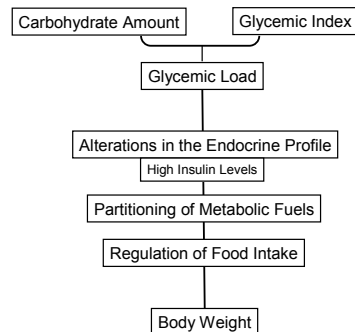 Carbohydrate Amount
Glycemic Index
Glycemic Load
Alterations in the Endocrine Profile
High Insulin Levels
Partitioning of Metabolic Fuels
Regulation of Food Intake
Body Weight